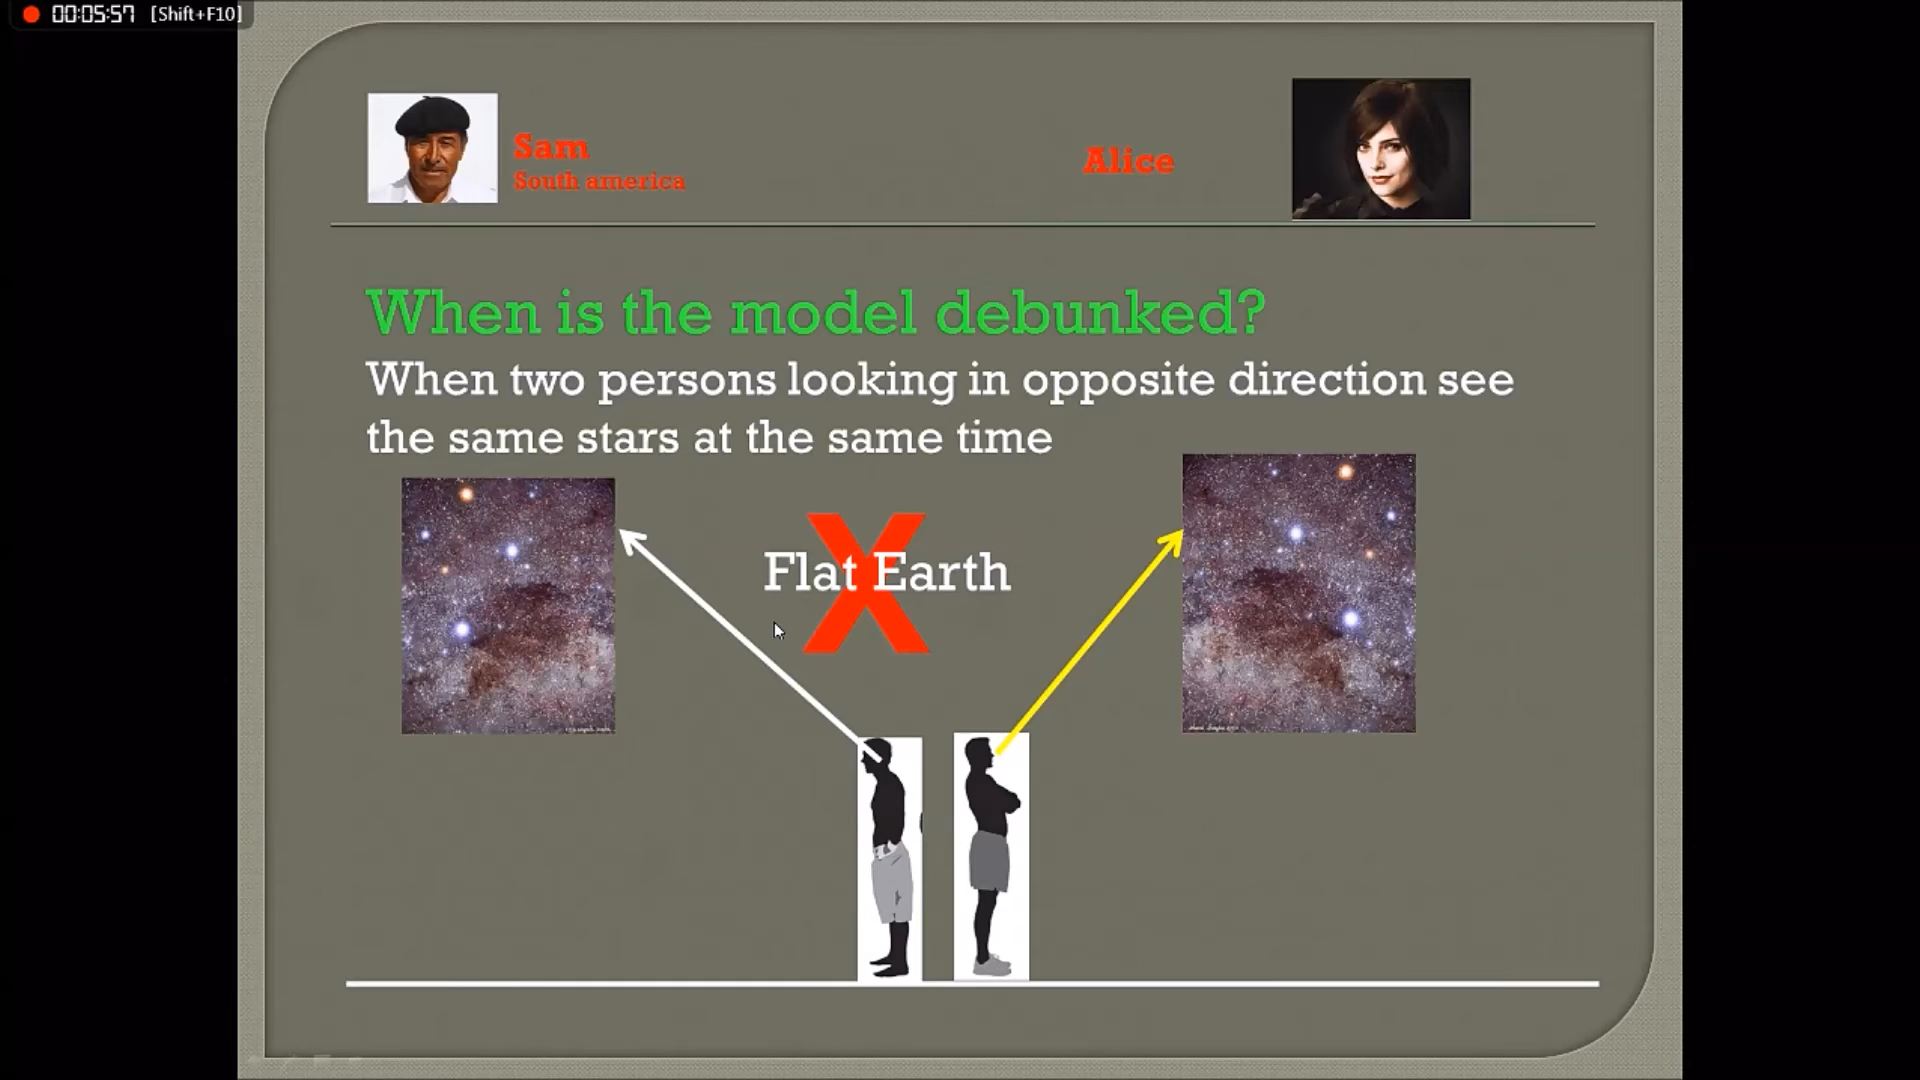 00:05:57 [Shift+F10]
Sam
South america
Alice
When is the model debunked?
When two persons looking in opposite direction see
the same stars at the same time
X
Flat Earth